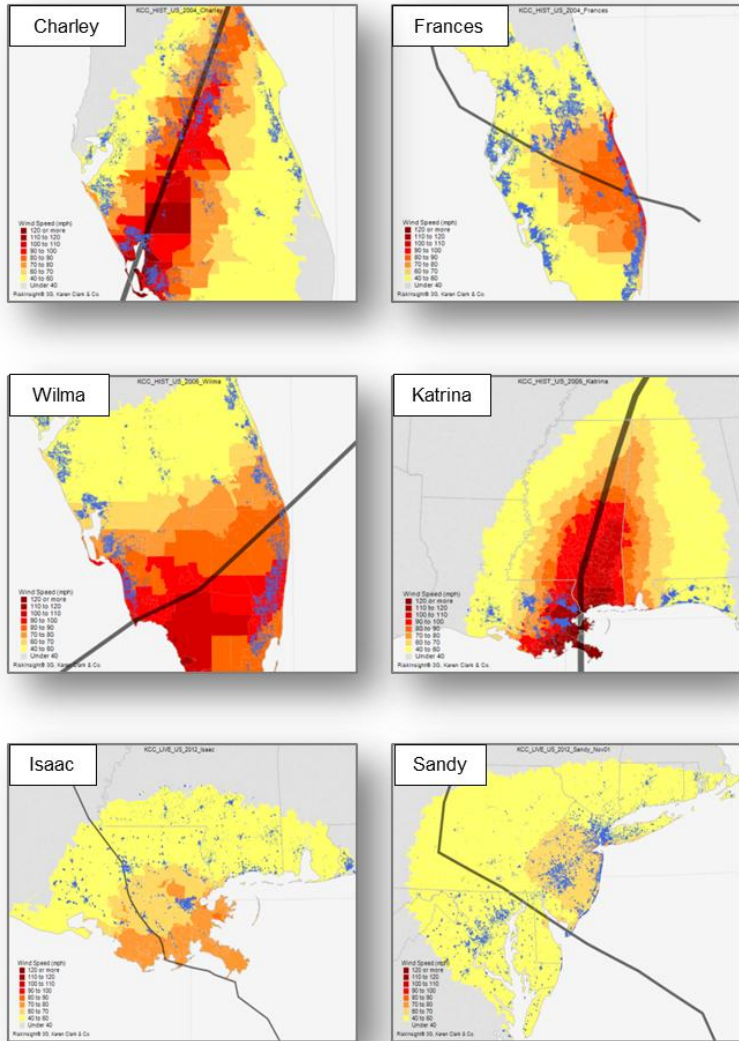 Charley
KCC_HIST_US_2004_Charley
Wind Speed (mph)
120 or more
110 to 120
100 to 110
90 to 100
80 to 90
70 to 80
60 to 70
40 to 60
Under 40
RiskInsight® 3G, Karen Clark & Co.
Frances
KCC_HIST_US_2004_Frances
Wind Speed (mph)
120 or more
110 to 120
100 to 110
90 to 100
80 to 90
70 to 80
60 to 70
40 to 60
Under 40
RiskInsight® 3G, Karen Clark & Co.
Wilma
KCC_HIST_US_2005_Wilma
Wind Speed (mph)
120 or more
110 to 120
100 to 110
90 to 100
80 to 90
70 to 80
60 to 70
40 to 60
Under 40
RiskInsight® 3G, Karen Clark & Co.
Katrina
KCC_HIST_US_2005_Katrina
Wind Speed (mph)
120 or more
110 to 120
100 to 110
90 to 100
80 to 90
70 to 80
60 to 70
40 to 60
Under 40
RiskInsight® 3G, Karen Clark & Co.
Isaac
KCC_LIVE_US_2012_Isaac
Wind Speed (mph)
120 or more
110 to 120
100 to 110
90 to 100
80 to 90
70 to 80
60 to 70
40 to 60
Under 40
RiskInsight® 3G, Karen Clark & Co.
Sandy
KCC_LIVE_US_2012_Sandy_Nov01
Wind Speed (mph)
120 or more
110 to 120
100 to 110
90 to 100
80 to 90
70 to 80
60 to 70
40 to 60
Under 40
RiskInsight® 3G, Karen Clark & Co.